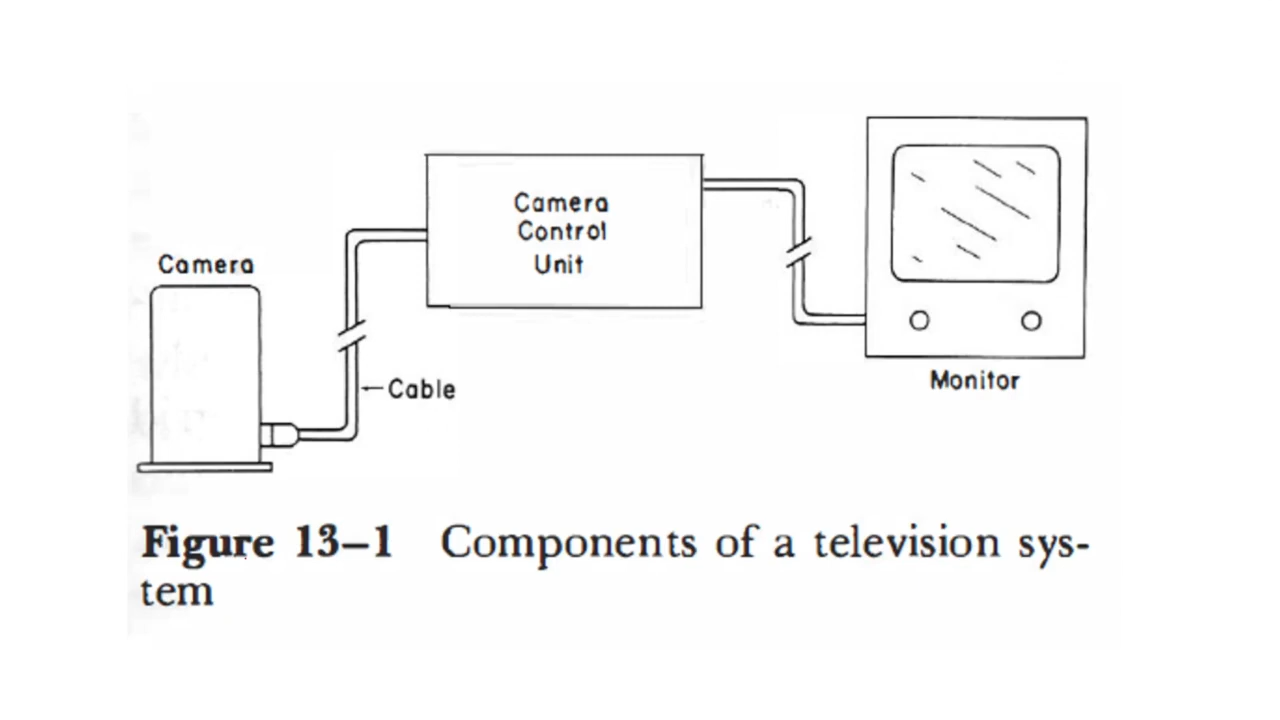 Camera
Control
Unit
Camera
Cable
Monitor
Figure 13–1 Components of a television sys-
tem